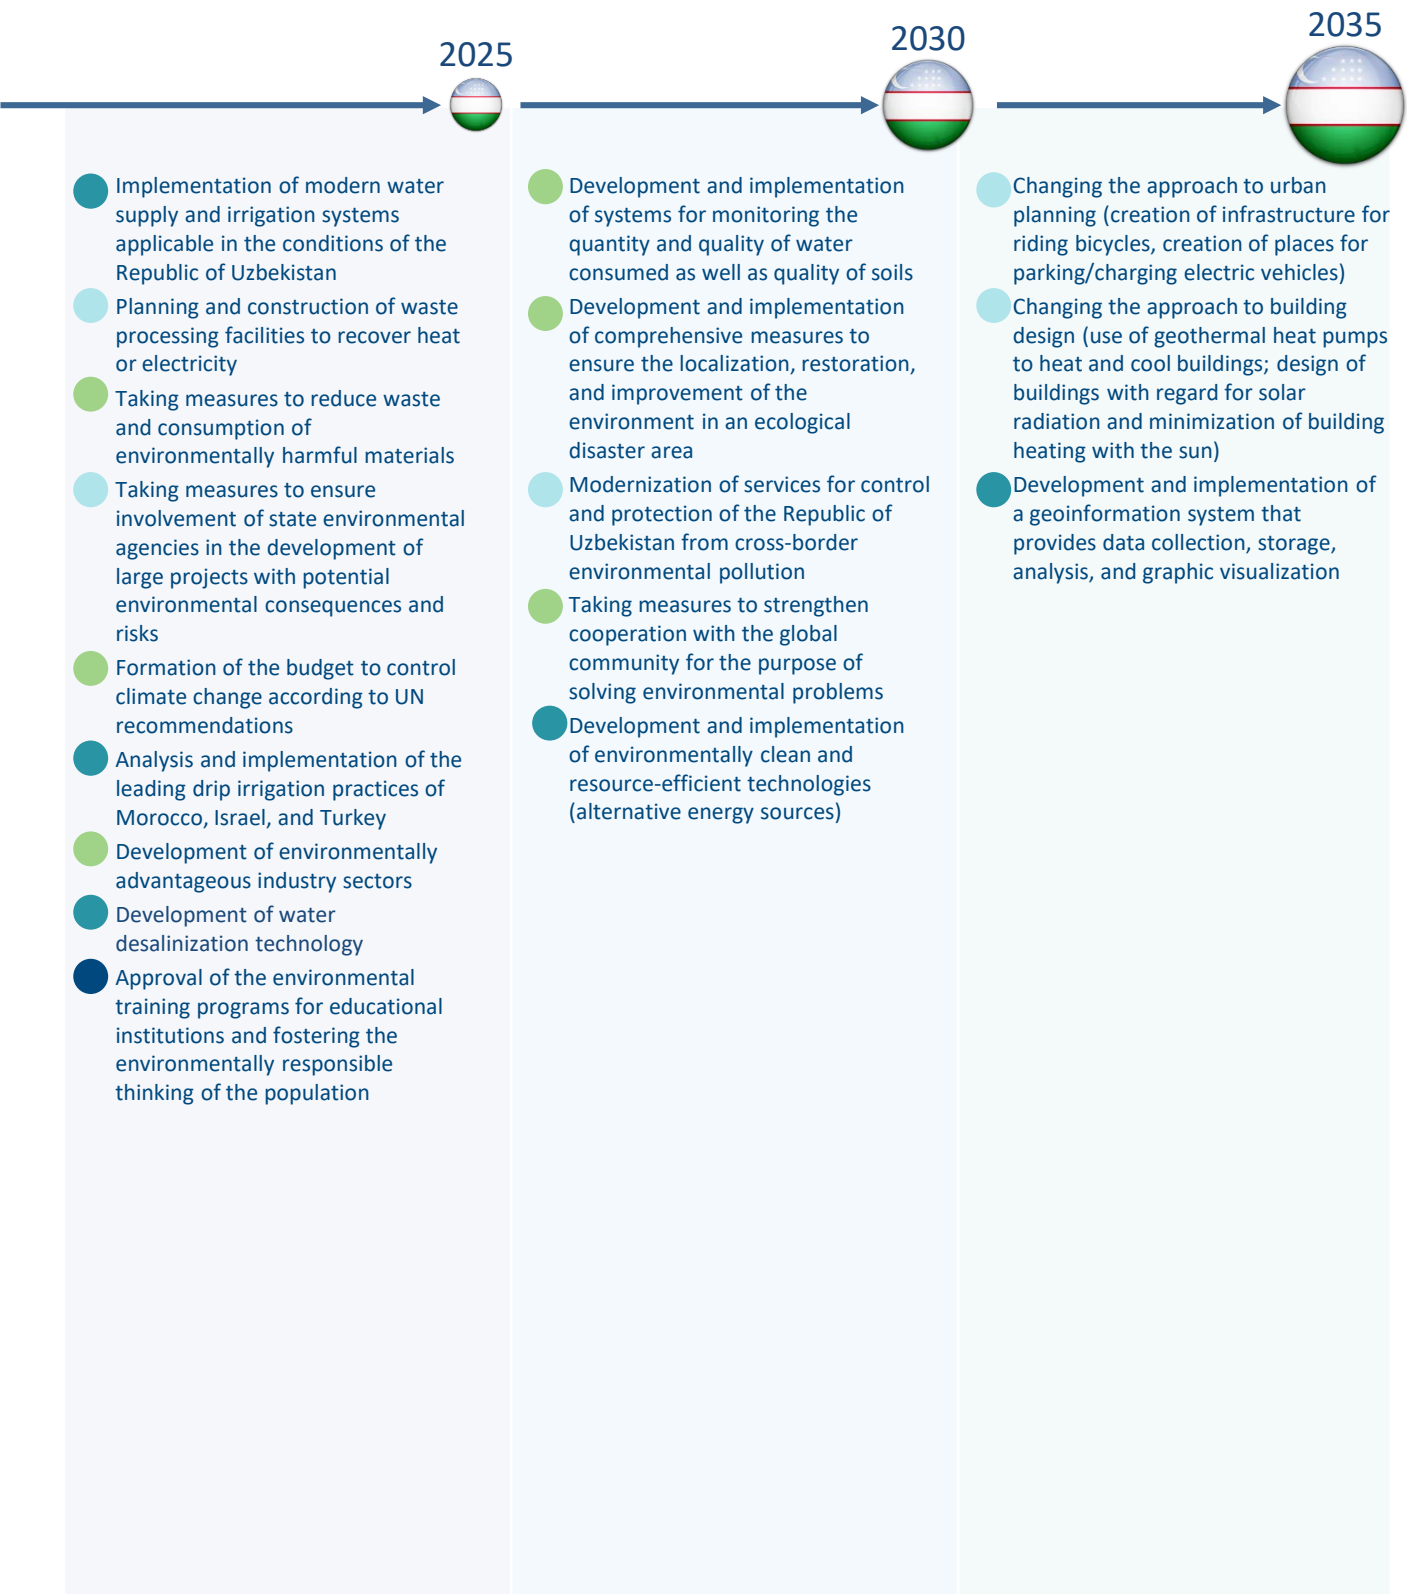 2025
2030
2035
Implementation of modern water
supply and irrigation systems
applicable in the conditions of the
Republic of Uzbekistan
Planning and construction of waste
processing facilities to recover heat
or electricity
Taking measures to reduce waste
and consumption of
environmentally harmful materials
Taking measures to ensure
involvement of state environmental
agencies in the development of
large projects with potential
environmental consequences and
risks
Formation of the budget to control
climate change according to UN
recommendations
Analysis and implementation of the
leading drip irrigation practices of
Morocco, Israel, and Turkey
Development of environmentally
advantageous industry sectors
Development of water
desalinization technology
Approval of the environmental
training programs for educational
institutions and fostering the
environmentally responsible
thinking of the population
Development and implementation
of systems for monitoring the
quantity and quality of water
consumed as well as quality of soils
Development and implementation
of comprehensive measures to
ensure the localization, restoration,
and improvement of the
environment in an ecological
disaster area
Modernization of services for control
and protection of the Republic of
Uzbekistan from cross-border
environmental pollution
Taking measures to strengthen
cooperation with the global
community for the purpose of
solving environmental problems
Development and implementation
of environmentally clean and
resource-efficient technologies
(alternative energy sources)
Changing the approach to urban
planning (creation of infrastructure for
riding bicycles, creation of places for
parking/charging electric vehicles)
Changing the approach to building
design (use of geothermal heat pumps
to heat and cool buildings; design of
buildings with regard for solar
radiation and minimization of building
heating with the sun)
Development and implementation of
a geoinformation system that
provides data collection, storage,
analysis, and graphic visualization